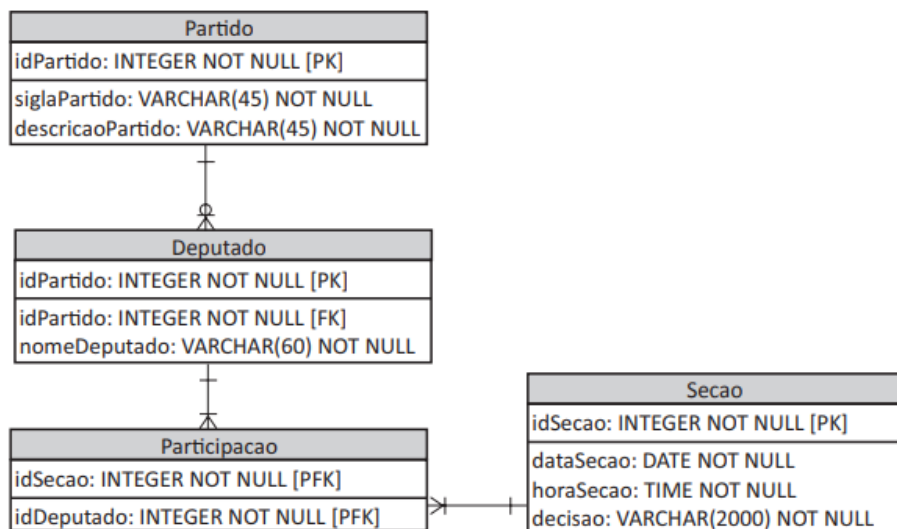 Partido
idPartido: INTEGER NOT NULL [PK]
siglaPartido: VARCHAR(45) NOT NULL
descricaoPartido: VARCHAR(45) NOT NULL
Deputado
idPartido: INTEGER NOT NULL [PK]
idPartido: INTEGER NOT NULL [FK]
nomeDeputado: VARCHAR(60) NOT NULL
Participacao
idSecao: INTEGER NOT NULL [PFK]
idDeputado: INTEGER NOT NULL [PFK]
Secao
idSecao: INTEGER NOT NULL [PK]
dataSecao: DATE NOT NULL
horaSecao: TIME NOT NULL
decisao: VARCHAR(2000) NOT NULL